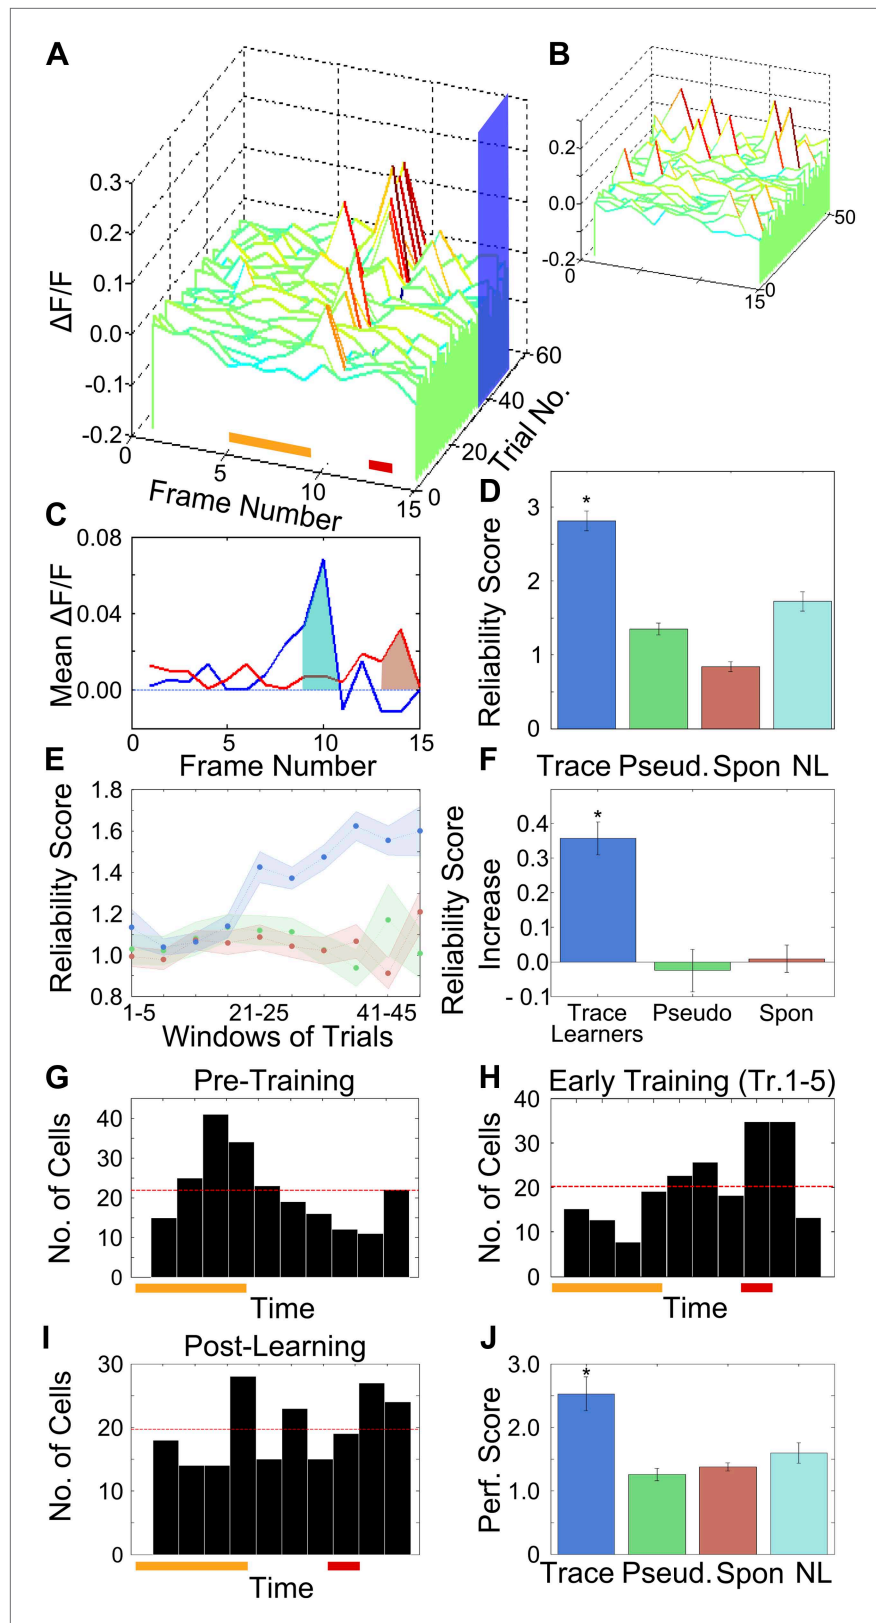 A
B
0.3
0.2
0.1
0.0
-0.1
-0.2
ΔF/F
0
5
10
15
Frame Number
0
20
40
60
Trial No.
0.2
0.0
-0.2
0
15
0
50
C
0.08
0.04
0.00
Mean ΔF/F
0
5
10
15
Frame Number
D
3
2
1
0
Reliability Score
Trace Pseud. Spon NL
E
1.8
1.6
1.4
1.2
1.0
0.8
Reliability Score
1-5
21-25
41-45
Windows of Trials
F
0.4
0.3
0.2
0.1
0.0
- 0.1
Reliability Score
Increase
Trace
Learners
Pseudo
Spon
G
Pre-Training
40
30
20
10
0
No. of Cells
Time
H
Early Training (Tr.1-5)
40
30
20
10
0
No. of Cells
Time
I
Post-Learning
30
20
10
0
No. of Cells
Time
J
3.0
2.0
1.0
0
Perf. Score
*
*
*
Trace Pseud. Spon NL